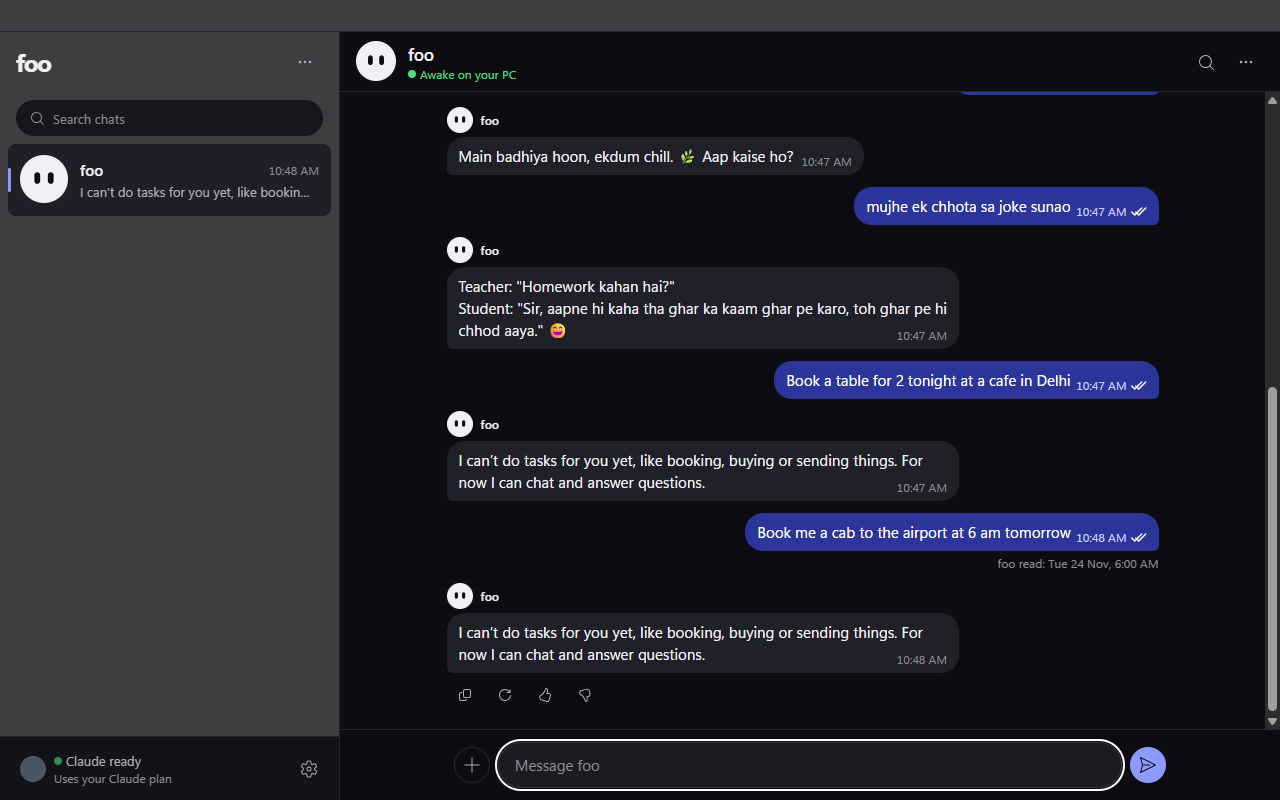 foo
Search chats
foo
10:48 AM
I can't do tasks for you yet, like bookin...
Claude ready
Uses your Claude plan
foo
Awake on your PC
foo
Main badhiya hoon, ekdum chill. 🌿 Aap kaise ho? 10:47 AM
mujhe ek chhota sa joke sunao 10:47 AM
foo
Teacher: "Homework kahan hai?"
Student: "Sir, aapne hi kaha tha ghar ka kaam ghar pe karo, toh ghar pe hi
chhod aaya." 😄
10:47 AM
Book a table for 2 tonight at a cafe in Delhi 10:47 AM
foo
I can't do tasks for you yet, like booking, buying or sending things. For
now I can chat and answer questions.
10:47 AM
Book me a cab to the airport at 6 am tomorrow 10:48 AM
foo read: Tue 24 Nov, 6:00 AM
foo
I can't do tasks for you yet, like booking, buying or sending things. For
now I can chat and answer questions.
10:48 AM
Message foo